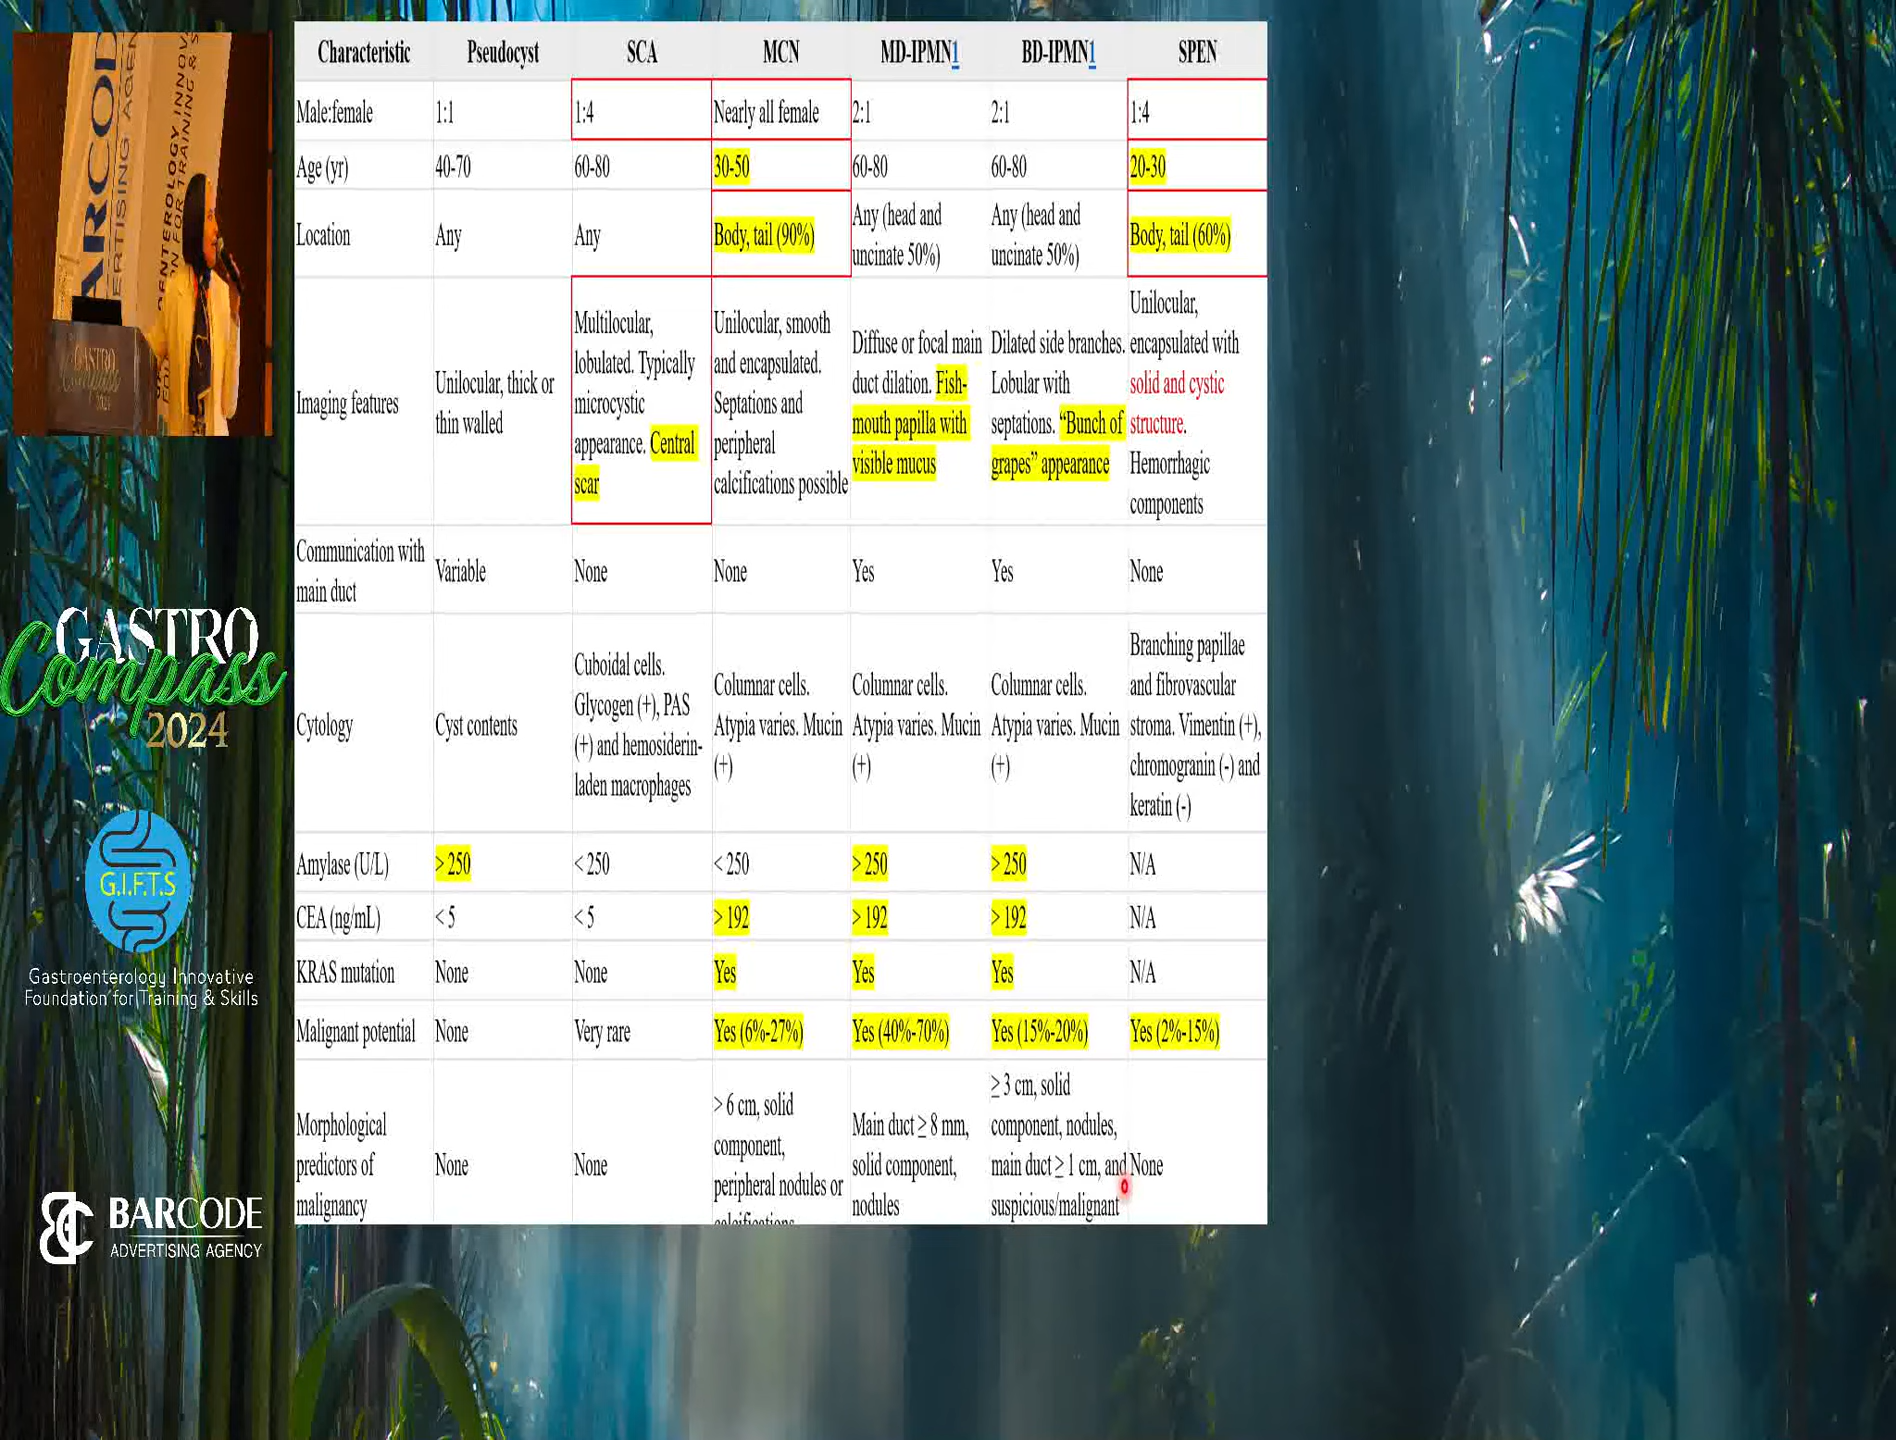 Characteristic Pseudocyst SCA MCN MD-IPMN1 BD-IPMN1 SPEN
Male:female 1:1 1:4 Nearly all female 2:1 2:1 1:4
Age (yr) 40-70 60-80 30-50 60-80 60-80 20-30
Location Any Any Body, tail (90%) Any (head and uncinate 50%) Any (head and uncinate 50%) Body, tail (60%)
Imaging features
Unilocular, thick or
thin walled
Multilocular,
lobulated. Typically
microcystic
appearance. Central
scar
Unilocular, smooth
and encapsulated.
Septations and
peripheral
calcifications possible
Diffuse or focal main
duct dilation. Fish-
mouth papilla with
visible mucus
Dilated side branches.
Lobular with
septations. “Bunch of
grapes” appearance
Unilocular,
encapsulated with
solid and cystic
structure.
Hemorrhagic
components
Communication with
main duct
Variable None None Yes Yes None
Cytology
Cyst contents
Cuboidal cells.
Glycogen (+), PAS
(+) and hemosiderin-
laden macrophages
Columnar cells.
Atypia varies. Mucin
(+)
Columnar cells.
Atypia varies. Mucin
(+)
Columnar cells.
Atypia varies. Mucin
(+)
Branching papillae
and fibrovascular
stroma. Vimentin (+),
chromogranin (-) and
keratin (-)
Amylase (U/L) > 250 < 250 < 250 > 250 > 250 N/A
CEA (ng/mL) < 5 < 5 > 192 > 192 > 192 N/A
KRAS mutation None None Yes Yes Yes N/A
Malignant potential None Very rare Yes (6%-27%) Yes (40%-70%) Yes (15%-20%) Yes (2%-15%)
Morphological
predictors of
malignancy
None
None
> 6 cm, solid
component,
peripheral nodules or
calcifications
Main duct ≥ 8 mm,
solid component,
nodules
≥ 3 cm, solid
component, nodules,
main duct ≥ 1 cm, and
suspicious/malignant
None
ARCOD
ERTISING AGEN
ENTEROLOGY INNOVA
N FOR TRAINING & S
GASTRO
Compass
2024
GASTRO
Compass
2024
G.I.F.T.S
Gastroenterology Innovative
Foundation for Training & Skills
BARCODE
ADVERTISING AGENCY